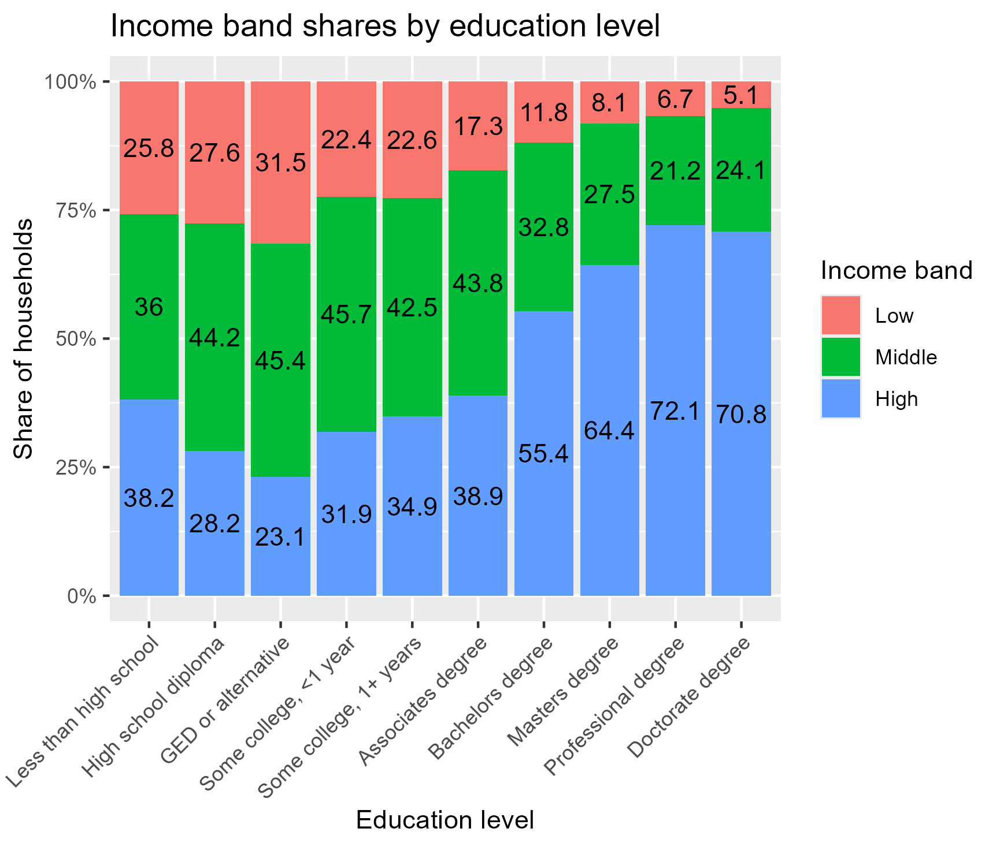 Income band shares by education level
Share of households
100%
75%
50%
25%
0%
25.8
27.6
31.5
22.4
22.6
17.3
11.8
8.1
6.7
5.1
36
44.2
45.4
45.7
42.5
43.8
32.8
27.5
21.2
24.1
38.2
28.2
23.1
31.9
34.9
38.9
55.4
64.4
72.1
70.8
Less than high school
High school diploma
GED or alternative
Some college, <1 year
Some college, 1+ years
Associates degree
Bachelors degree
Masters degree
Professional degree
Doctorate degree
Education level
Income band
Low
Middle
High